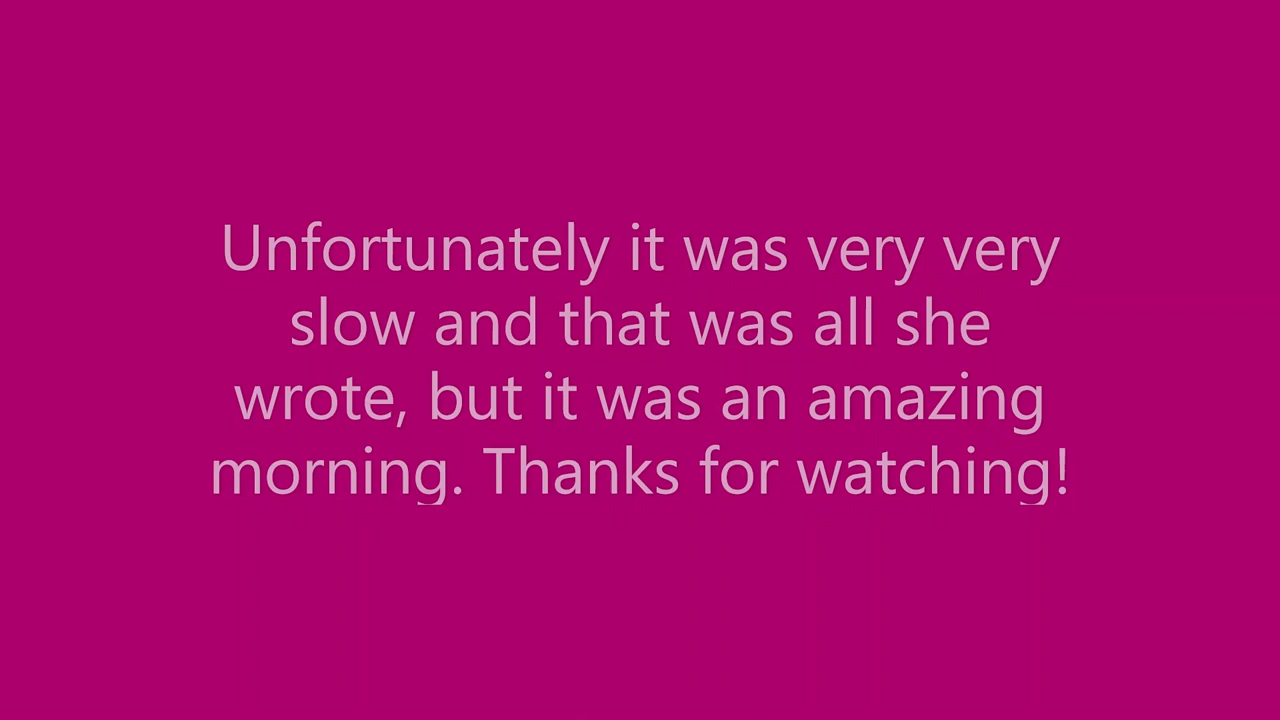 Unfortunately it was very very
slow and that was all she
wrote, but it was an amazing
morning. Thanks for watching!